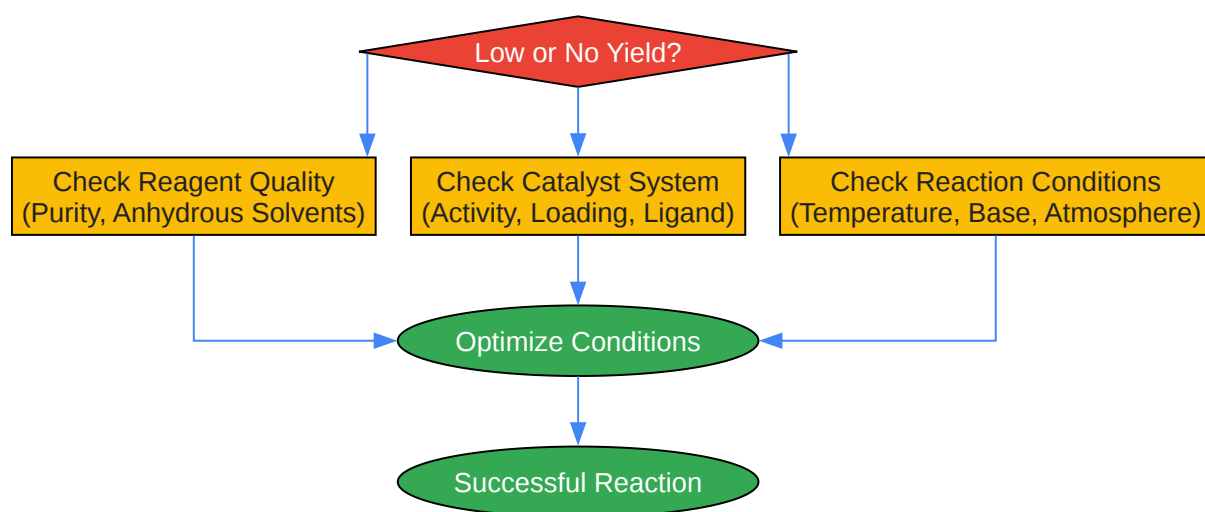 Low or No Yield?
Check Reagent Quality
(Purity, Anhydrous Solvents)
Check Catalyst System
(Activity, Loading, Ligand)
Check Reaction Conditions
(Temperature, Base, Atmosphere)
Optimize Conditions
Successful Reaction